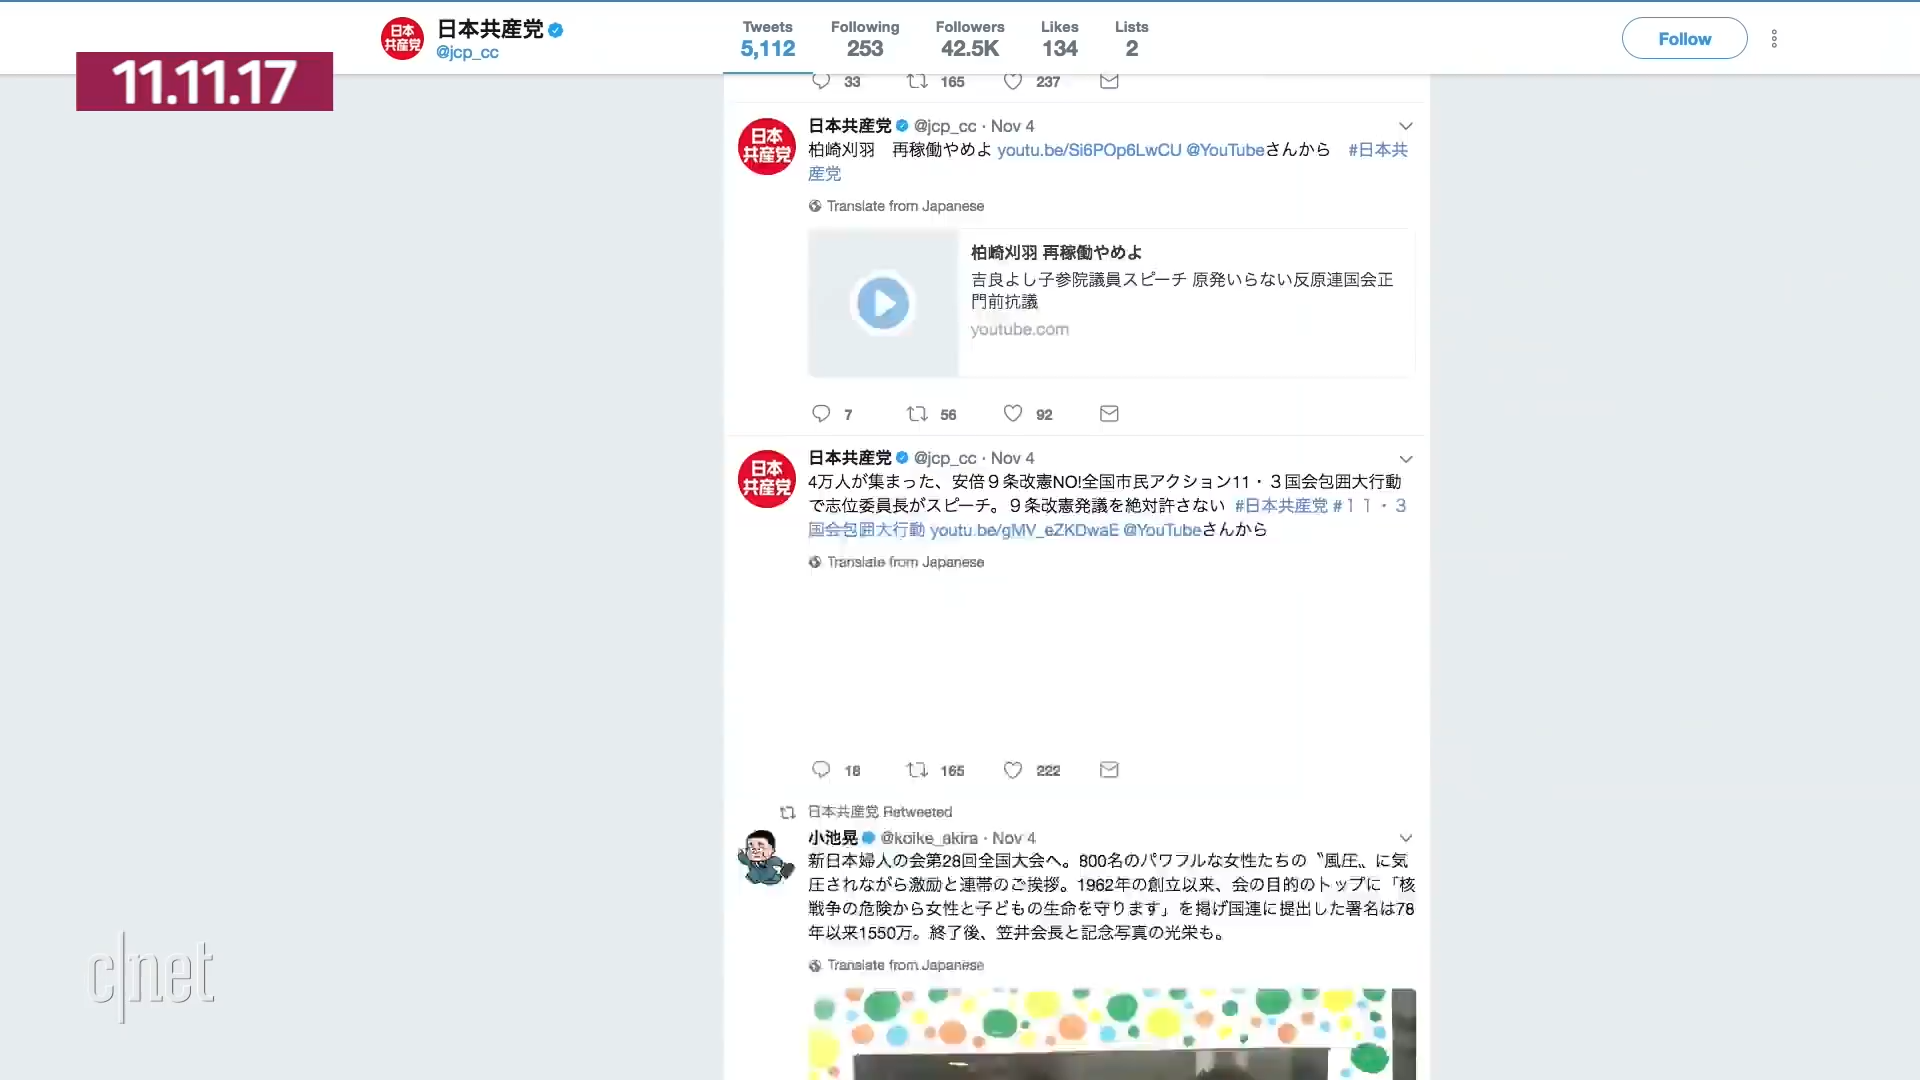 日本共産党
@jcp_cc
Tweets
5,112
Following
253
Followers
42.5K
Likes
134
Lists
2
Follow
11.11.17
33 165 237
日本
共産党
日本共産党 @jcp_cc · Nov 4
柏崎刈羽　再稼働やめよ youtu.be/Si6POp6LwCU @YouTubeさんから　#日本共
産党
Translate from Japanese
柏崎刈羽 再稼働やめよ
吉良よし子参院議員スピーチ 原発いらない反原連国会正
門前抗議
youtube.com
7 56 92
日本
共産党
日本共産党 @jcp_cc · Nov 4
4万人が集まった、安倍９条改憲NO!全国市民アクション11・３国会包囲大行動
で志位委員長がスピーチ。９条改憲発議を絶対許さない #日本共産党 #１１・３
国会包囲大行動 youtu.be/gMV_eZKDwaE @YouTubeさんから
Translate from Japanese
18 165 222
日本共産党 Retweeted
小池晃 @koike_akira · Nov 4
新日本婦人の会第28回全国大会へ。800名のパワフルな女性たちの〝風圧〟に気
圧されながら激励と連帯のご挨拶。1962年の創立以来、会の目的のトップに「核
戦争の危険から女性と子どもの生命を守ります」を掲げ国連に提出した署名は78
年以来1550万。終了後、笠井会長と記念写真の光栄も。
Translate from Japanese
c|net
日本
共産党